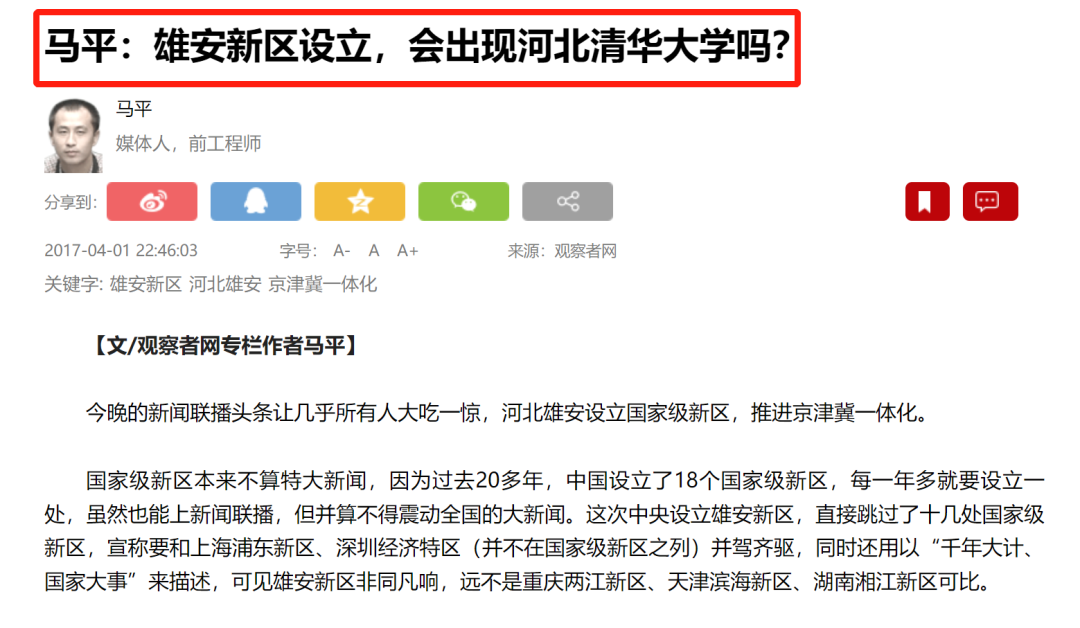 马平：雄安新区设立，会出现河北清华大学吗？
马平
媒体人，前工程师
分享到:
2017-04-01 22:46:03 字号： A- A A+ 来源：观察者网
关键字: 雄安新区 河北雄安 京津冀一体化
【文/观察者网专栏作者马平】
今晚的新闻联播头条让几乎所有人大吃一惊，河北雄安设立国家级新区，推进京津冀一体化。
国家级新区本来不算特大新闻，因为过去20多年，中国设立了18个国家级新区，每一年多就要设立一
处，虽然也能上新闻联播，但并算不得震动全国的大新闻。这次中央设立雄安新区，直接跳过了十几处国家级
新区，宣称要和上海浦东新区、深圳经济特区（并不在国家级新区之列）并驾齐驱，同时还用以“千年大计、
国家大事”来描述，可见雄安新区非同凡响，远不是重庆两江新区、天津滨海新区、湖南湘江新区可比。